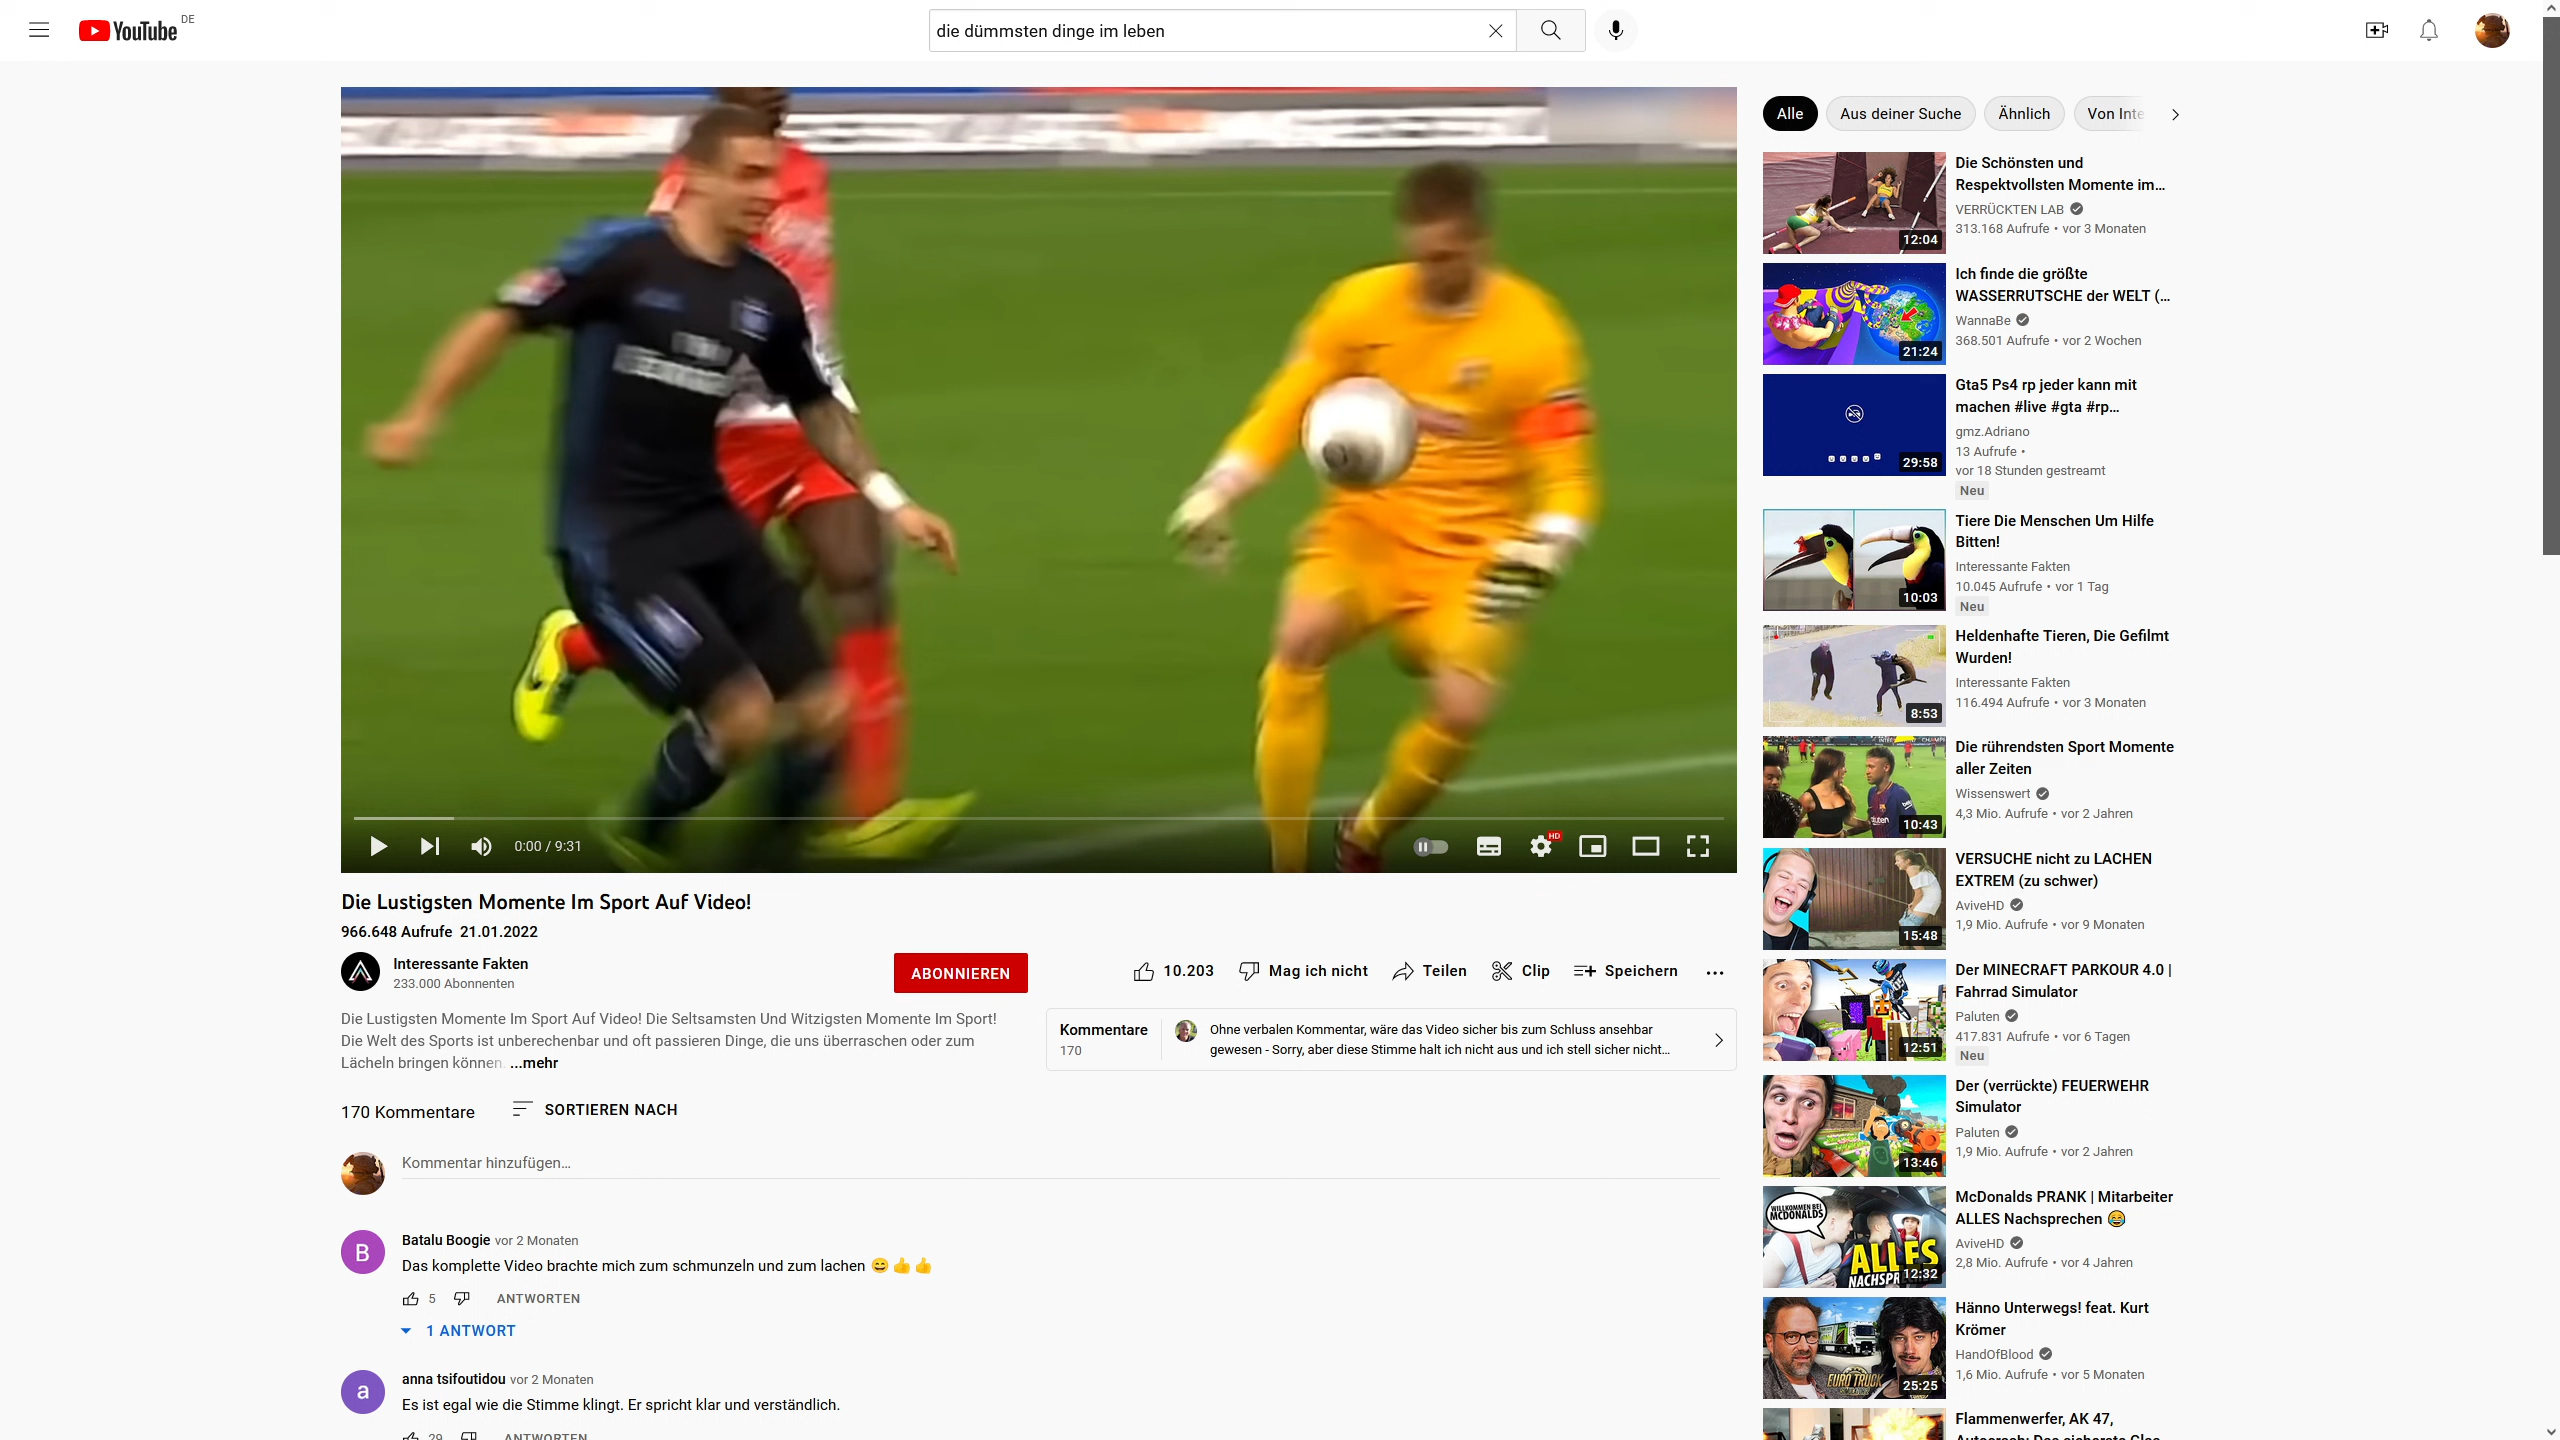 YouTube DE
die dümmsten dinge im leben
Alle
Aus deiner Suche
Ähnlich
Von Inte
0:00 / 9:31
HD
Die Lustigsten Momente Im Sport Auf Video!
966.648 Aufrufe 21.01.2022
Interessante Fakten
233.000 Abonnenten
ABONNIEREN
10.203
Mag ich nicht
Teilen
Clip
Speichern
Die Lustigsten Momente Im Sport Auf Video! Die Seltsamsten Und Witzigsten Momente Im Sport!
Die Welt des Sports ist unberechenbar und oft passieren Dinge, die uns überraschen oder zum
Lächeln bringen können. ...mehr
Kommentare
170
Ohne verbalen Kommentar, wäre das Video sicher bis zum Schluss ansehbar
gewesen - Sorry, aber diese Stimme halt ich nicht aus und ich stell sicher nicht...
170 Kommentare
SORTIEREN NACH
Kommentar hinzufügen...
B
Batalu Boogie vor 2 Monaten
Das komplette Video brachte mich zum schmunzeln und zum lachen 😄👍👍
5
ANTWORTEN
1 ANTWORT
a
anna tsifoutidou vor 2 Monaten
Es ist egal wie die Stimme klingt. Er spricht klar und verständlich.
29
ANTWORTEN
12:04
Die Schönsten und
Respektvollsten Momente im...
VERRÜCKTEN LAB
313.168 Aufrufe • vor 3 Monaten
21:24
Ich finde die größte
WASSERRUTSCHE der WELT (...
WannaBe
368.501 Aufrufe • vor 2 Wochen
29:58
Gta5 Ps4 rp jeder kann mit
machen #live #gta #rp...
gmz.Adriano
13 Aufrufe •
vor 18 Stunden gestreamt
Neu
10:03
Tiere Die Menschen Um Hilfe
Bitten!
Interessante Fakten
10.045 Aufrufe • vor 1 Tag
Neu
8:53
Heldenhafte Tieren, Die Gefilmt
Wurden!
Interessante Fakten
116.494 Aufrufe • vor 3 Monaten
10:43
Die rührendsten Sport Momente
aller Zeiten
Wissenswert
4,3 Mio. Aufrufe • vor 2 Jahren
15:48
VERSUCHE nicht zu LACHEN
EXTREM (zu schwer)
AviveHD
1,9 Mio. Aufrufe • vor 9 Monaten
12:51
Der MINECRAFT PARKOUR 4.0 |
Fahrrad Simulator
Paluten
417.831 Aufrufe • vor 6 Tagen
Neu
13:46
Der (verrückte) FEUERWEHR
Simulator
Paluten
1,9 Mio. Aufrufe • vor 2 Jahren
WILLKOMMEN BEI
MCDONALDS
ALLES
NACHSPR
12:32
McDonalds PRANK | Mitarbeiter
ALLES Nachsprechen 😂
AviveHD
2,8 Mio. Aufrufe • vor 4 Jahren
EURO TRUCK
25:25
Hänno Unterwegs! feat. Kurt
Krömer
HandOfBlood
1,6 Mio. Aufrufe • vor 5 Monaten
Flammenwerfer, AK 47,